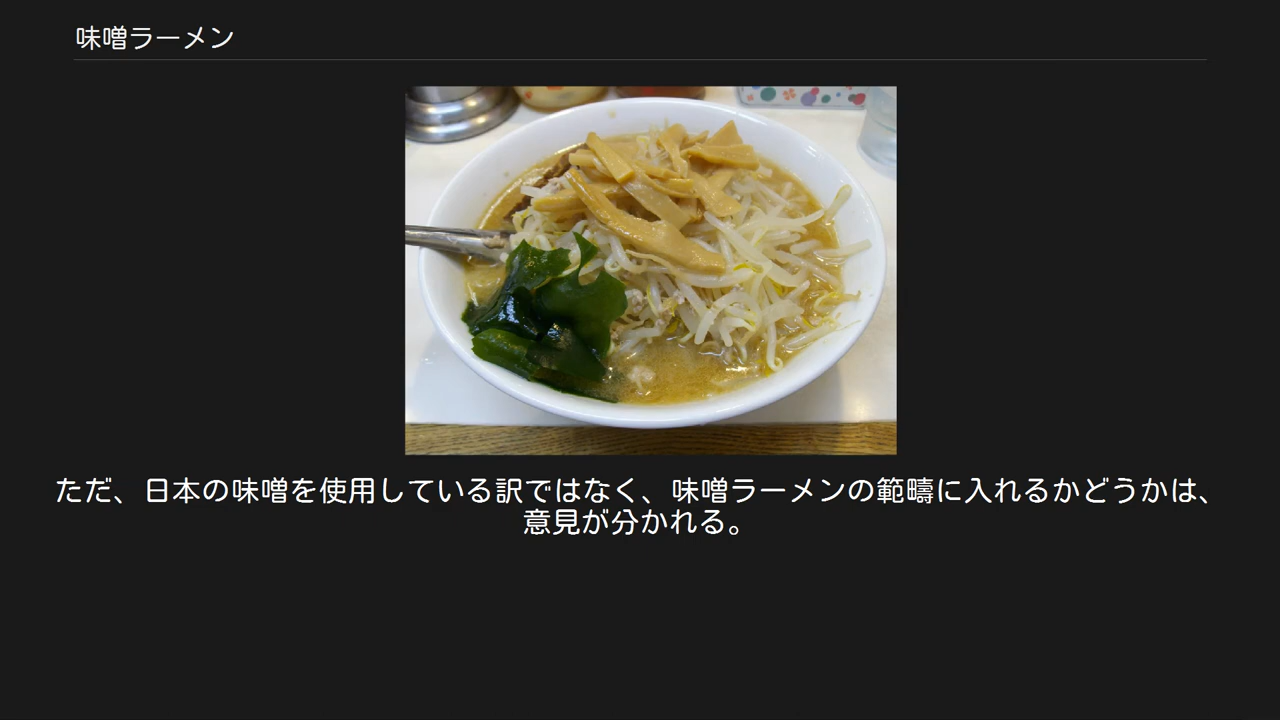 味噌ラーメン
ただ、日本の味噌を使用している訳ではなく、味噌ラーメンの範疇に入れるかどうかは、
意見が分かれる。